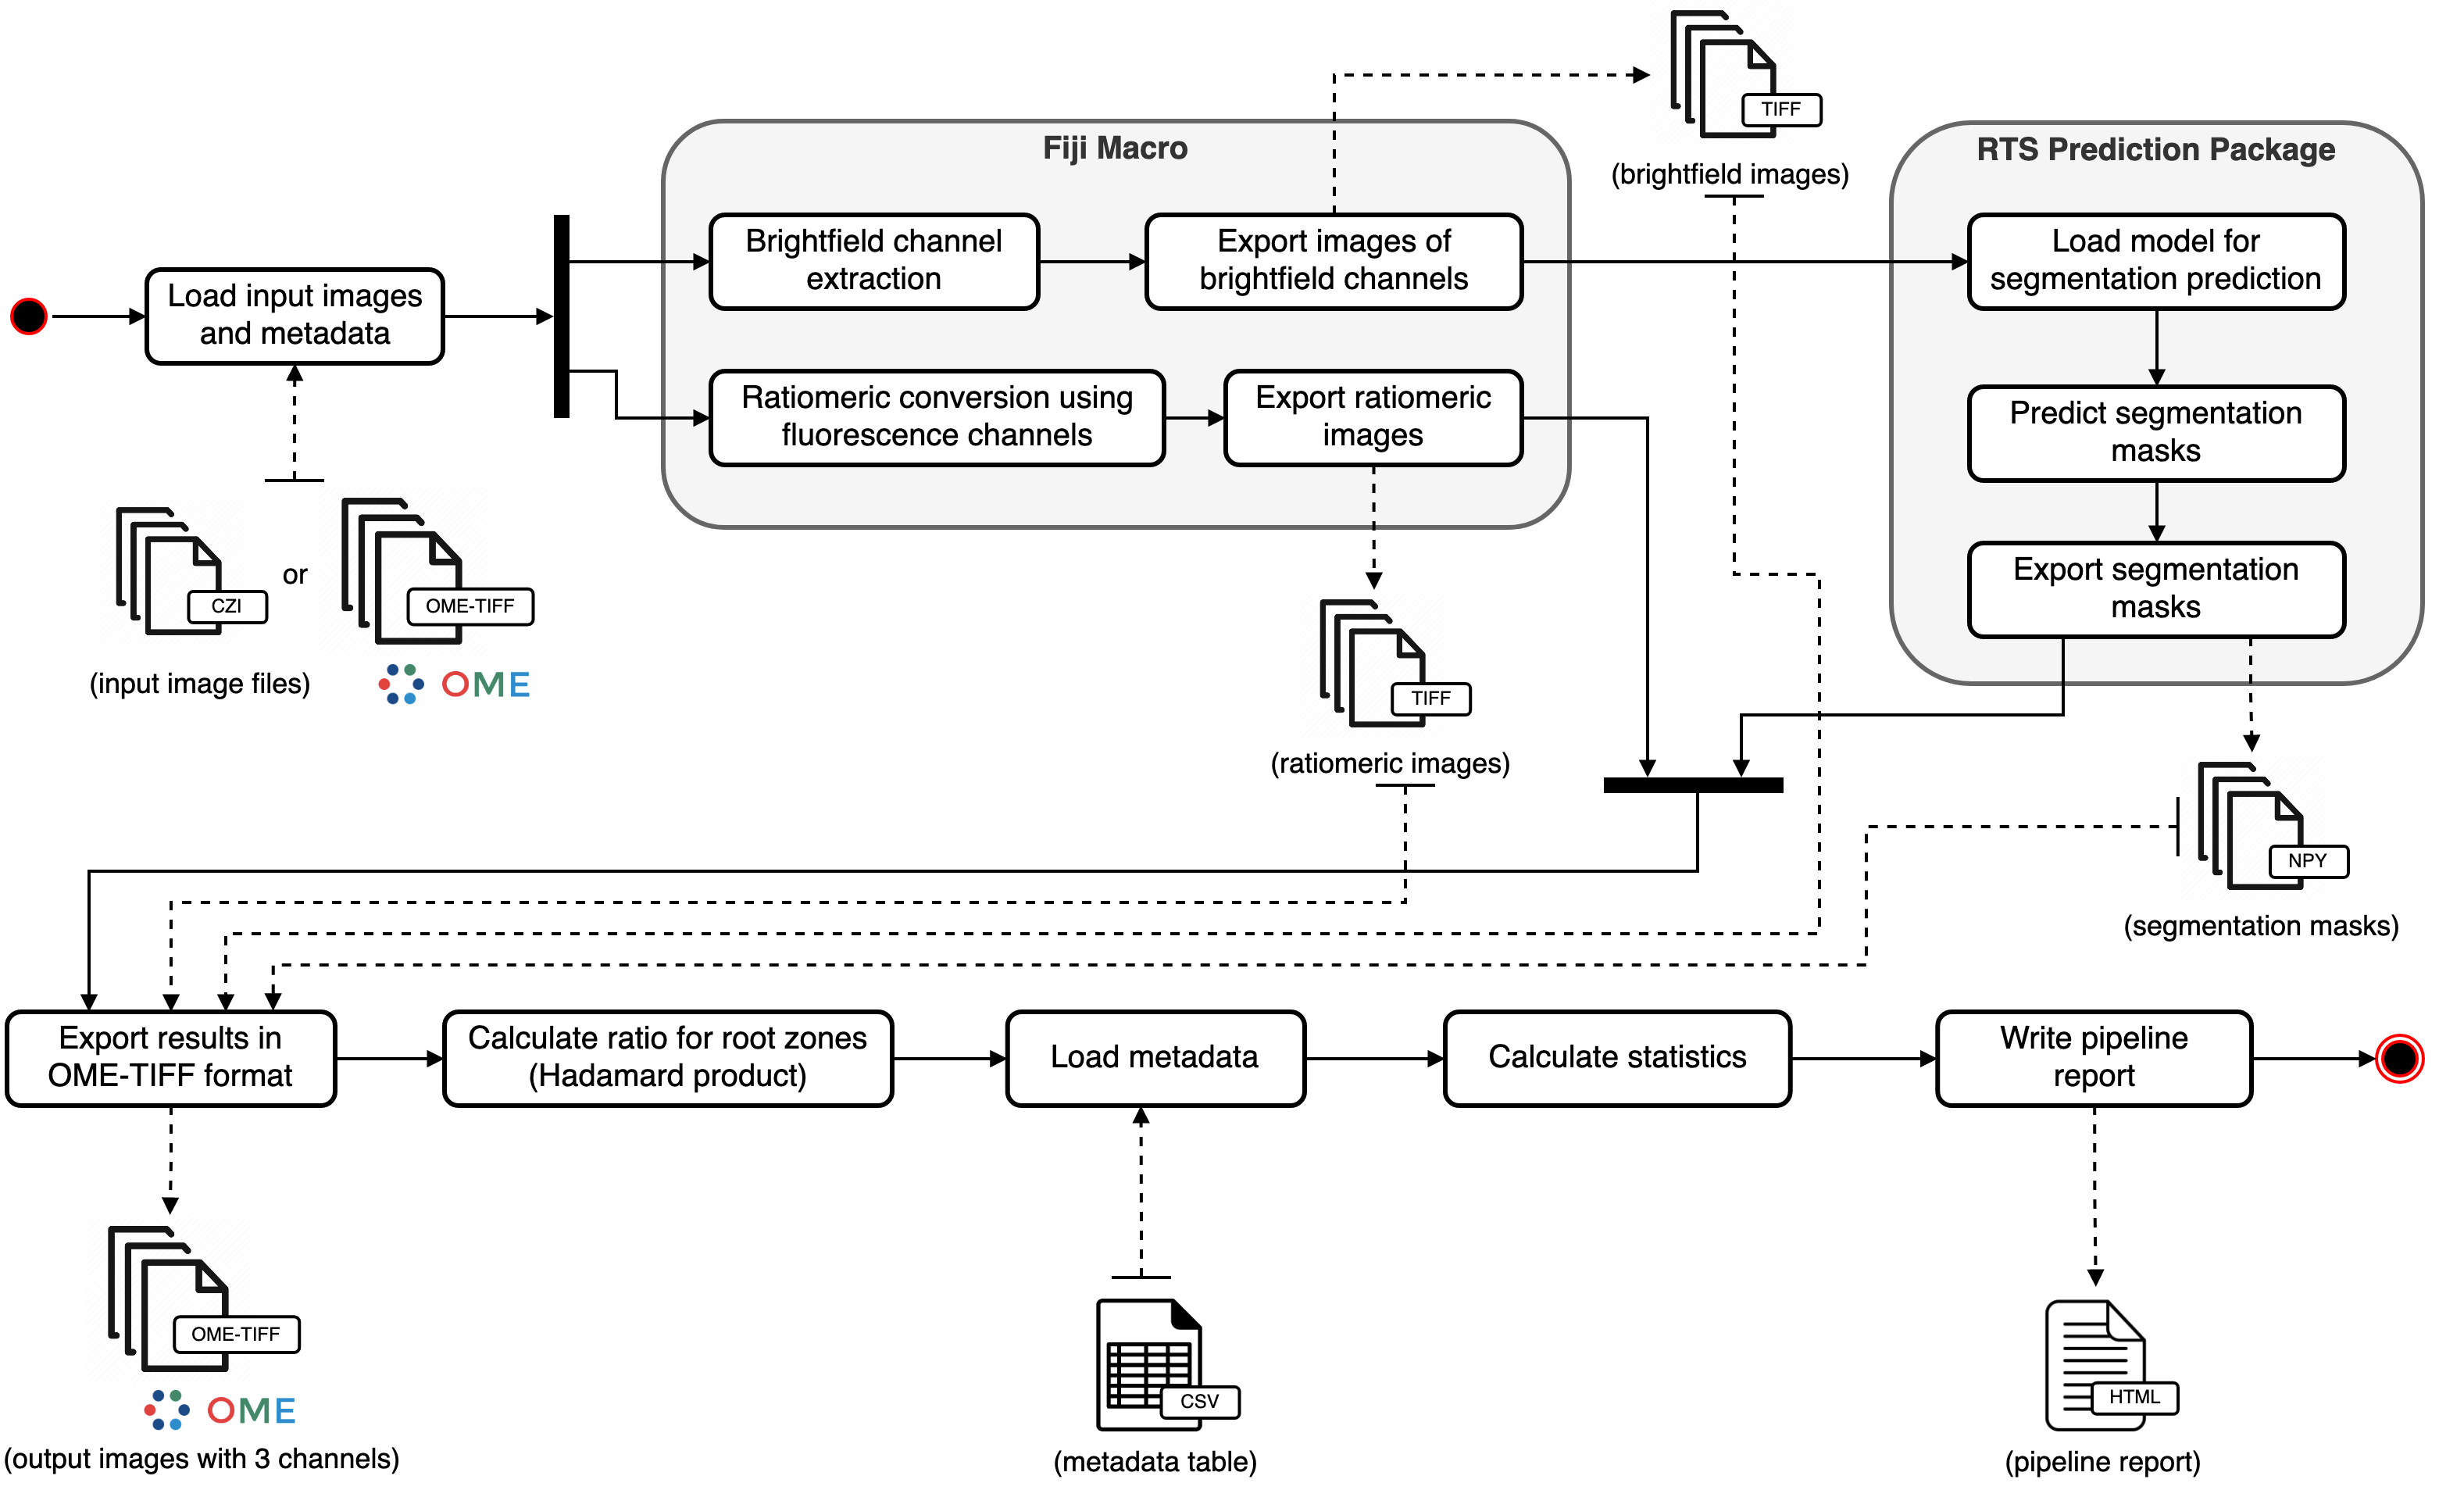 TIFF
(brightfield images)
Fiji Macro
RTS Prediction Package
Brightfield channel
extraction
Export images of
brightfield channels
Load model for
segmentation prediction
Load input images
and metadata
Ratiomeric conversion using
fluorescence channels
Export ratiomeric
images
Predict segmentation
masks
Export segmentation
masks
CZI
or
OME-TIFF
(input image files)
OME
TIFF
(ratiomeric images)
NPY
(segmentation masks)
Export results in
OME-TIFF format
Calculate ratio for root zones
(Hadamard product)
Load metadata
Calculate statistics
Write pipeline
report
OME-TIFF
OME
(output images with 3 channels)
CSV
(metadata table)
HTML
(pipeline report)